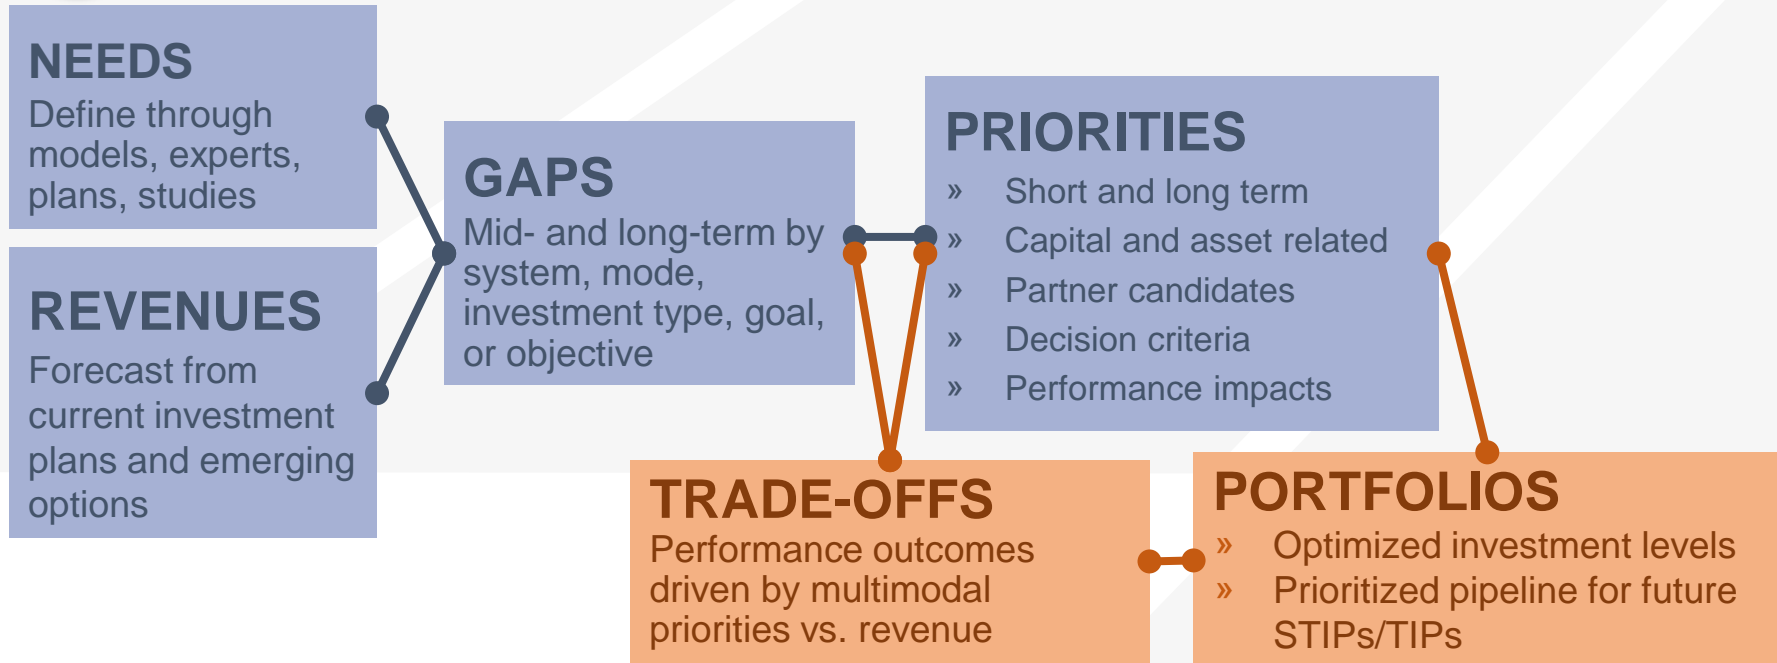 NEEDS
Define through
models, experts,
plans, studies
REVENUES
Forecast from
current investment
plans and emerging
options
GAPS
Mid- and long-term by
system, mode,
investment type, goal,
or objective
PRIORITIES
» Short and long term
» Capital and asset related
» Partner candidates
» Decision criteria
» Performance impacts
TRADE-OFFS
Performance outcomes
driven by multimodal
priorities vs. revenue
PORTFOLIOS
» Optimized investment levels
» Prioritized pipeline for future
STIPs/TIPs